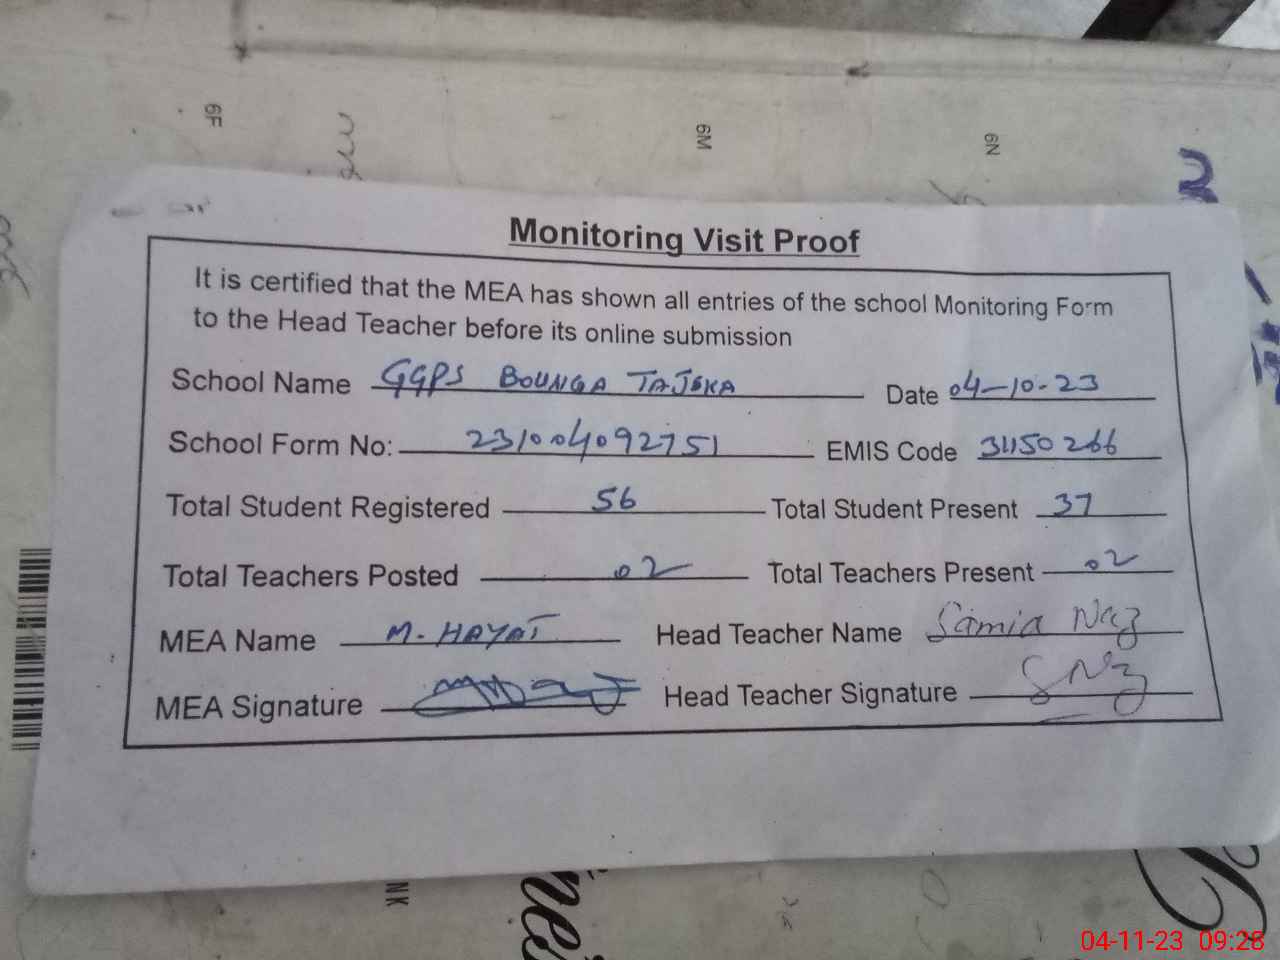 6F
6M
6N
Monitoring Visit Proof
It is certified that the MEA has shown all entries of the school Monitoring Form
to the Head Teacher before its online submission
School Name GGPS BOUNGA TAJEKA Date 04-10-23
School Form No: 231004092751 EMIS Code 31150266
Total Student Registered 56 Total Student Present 37
Total Teachers Posted 02 Total Teachers Present 02
MEA Name M. HAYAT Head Teacher Name Samia Naz
MEA Signature Head Teacher Signature SNz
NK
04-11-23 09:28